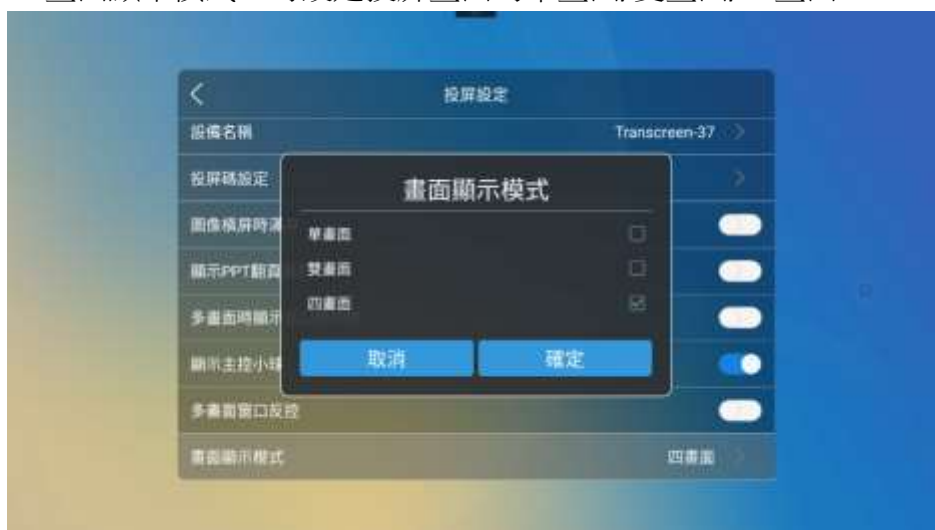 投屏設定
設備名稱 Transcreen-37
投屏碼設定
畫面顯示模式
圖像橫屏時
單畫面
顯示PPT翻頁
雙畫面
四畫面
多畫面時顯示
取消 確定
顯示主控小球
多畫面窗口反控
畫面顯示模式 四畫面